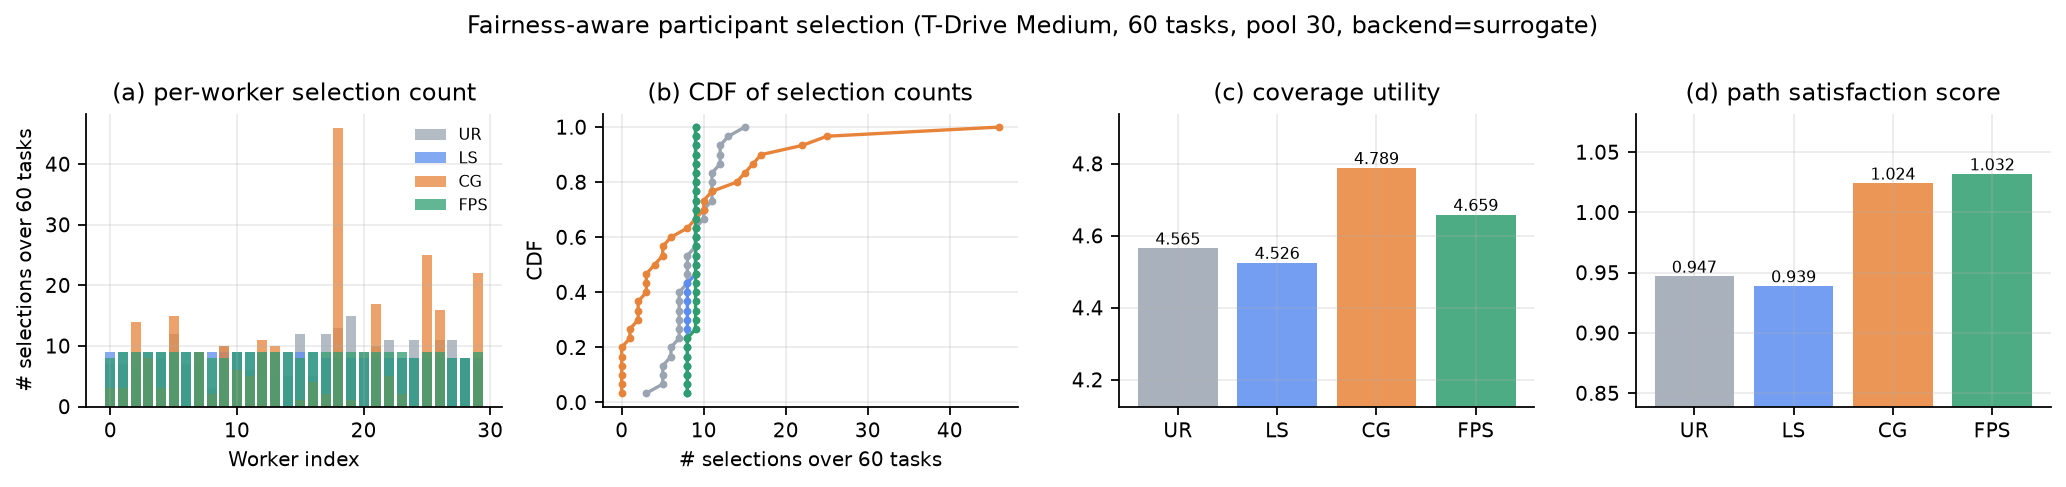 Fairness-aware participant selection (T-Drive Medium, 60 tasks, pool 30, backend=surrogate)
(a) per-worker selection count
# selections over 60 tasks
40
30
20
10
0
0 10 20 30
Worker index
UR
LS
CG
FPS
(b) CDF of selection counts
CDF
1.0
0.8
0.6
0.4
0.2
0.0
0 10 20 30 40
# selections over 60 tasks
(c) coverage utility
4.8
4.6
4.4
4.2
4.565
4.526
4.789
4.659
UR LS CG FPS
(d) path satisfaction score
1.05
1.00
0.95
0.90
0.85
0.947
0.939
1.024
1.032
UR LS CG FPS